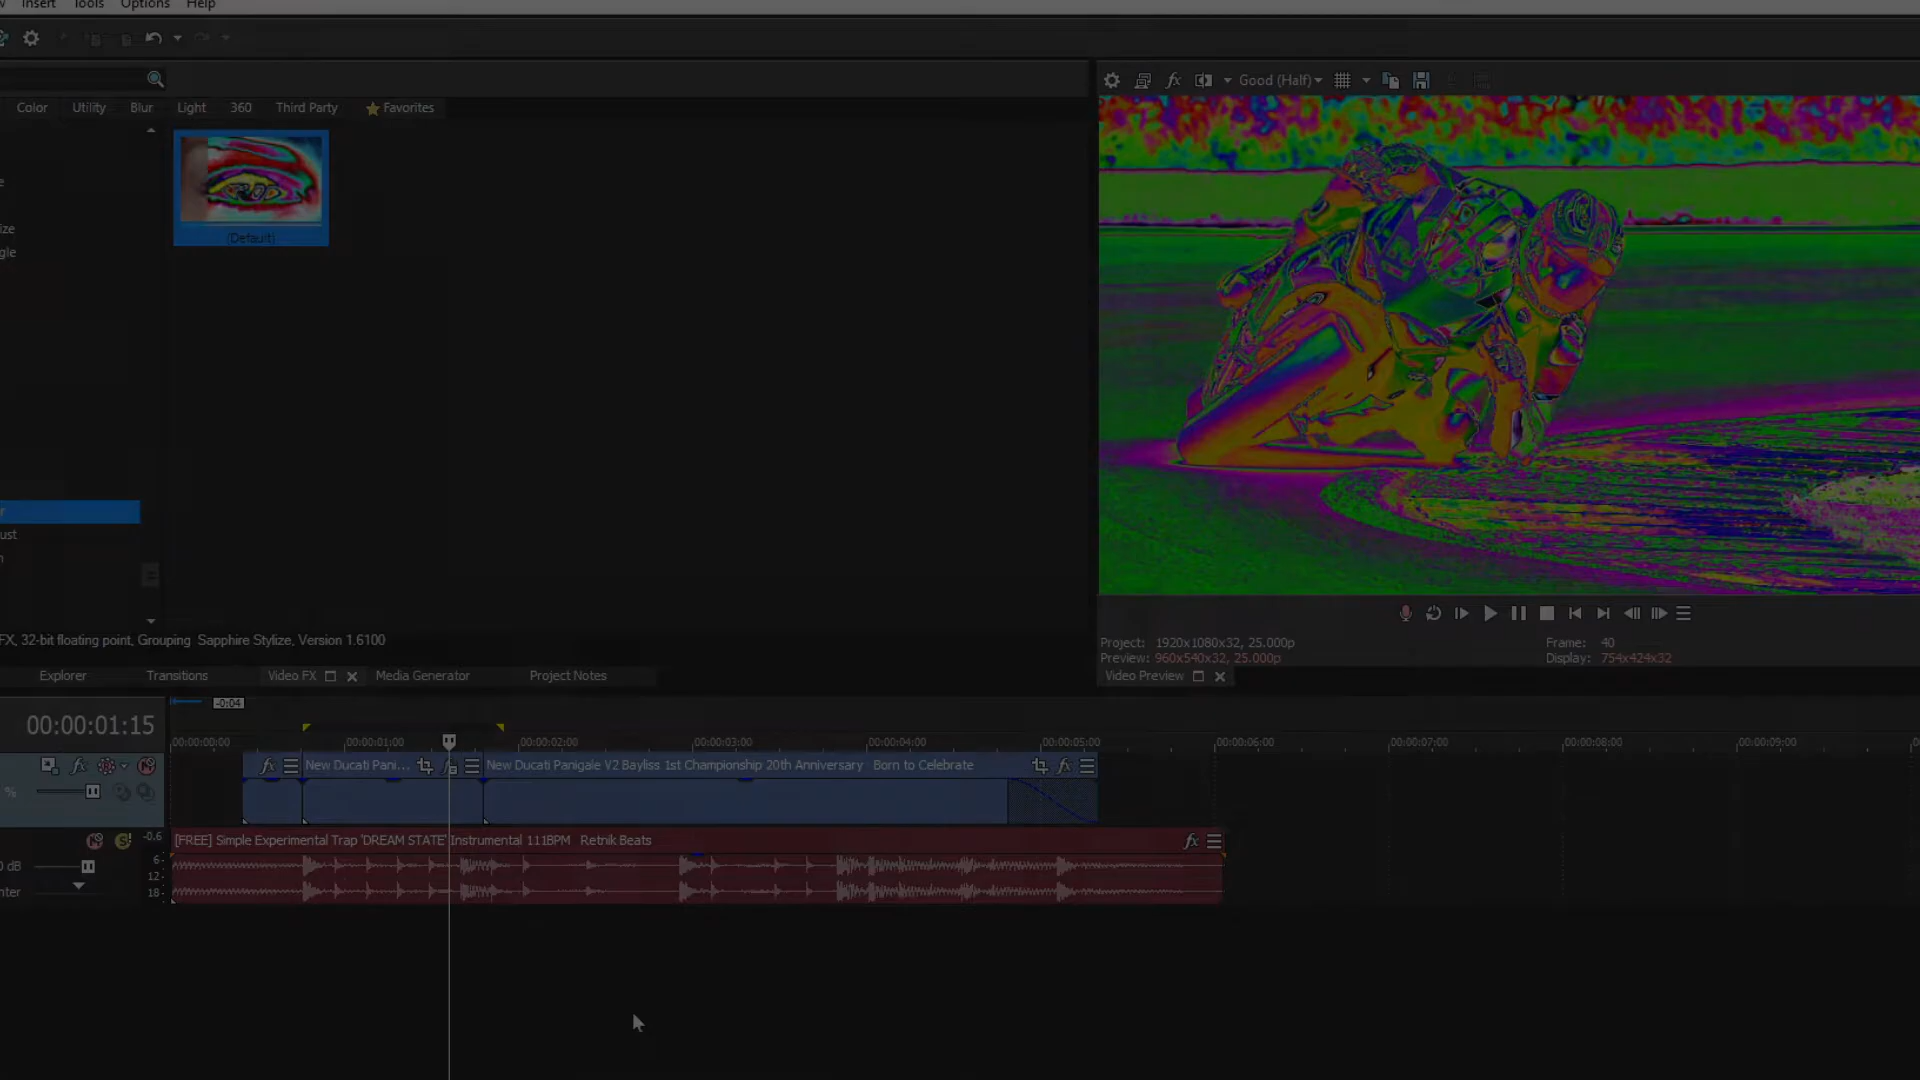 Insert Tools Options Help
Good (Half)
Color Utility Blur Light 360 Third Party Favorites
(Default)
FX, 32-bit floating point, Grouping Sapphire Stylize, Version 1.6100
Project: 1920x1080x32, 25.000p
Frame: 40
Preview: 960x540x32, 25.000p
Display: 754x424x32
Explorer Transitions Video FX Media Generator Project Notes
Video Preview
-0:04
00:00:01:15
00:00:00:00 00:00:01:00 00:00:02:00 00:00:03:00 00:00:04:00 00:00:05:00 00:00:06:00 00:00:07:00 00:00:08:00 00:00:09:00
New Ducati Pani... New Ducati Panigale V2 Bayliss 1st Championship 20th Anniversary Born to Celebrate
%
-0.6
[FREE] Simple Experimental Trap 'DREAM STATE' Instrumental 111BPM Retnik Beats
6
12
18